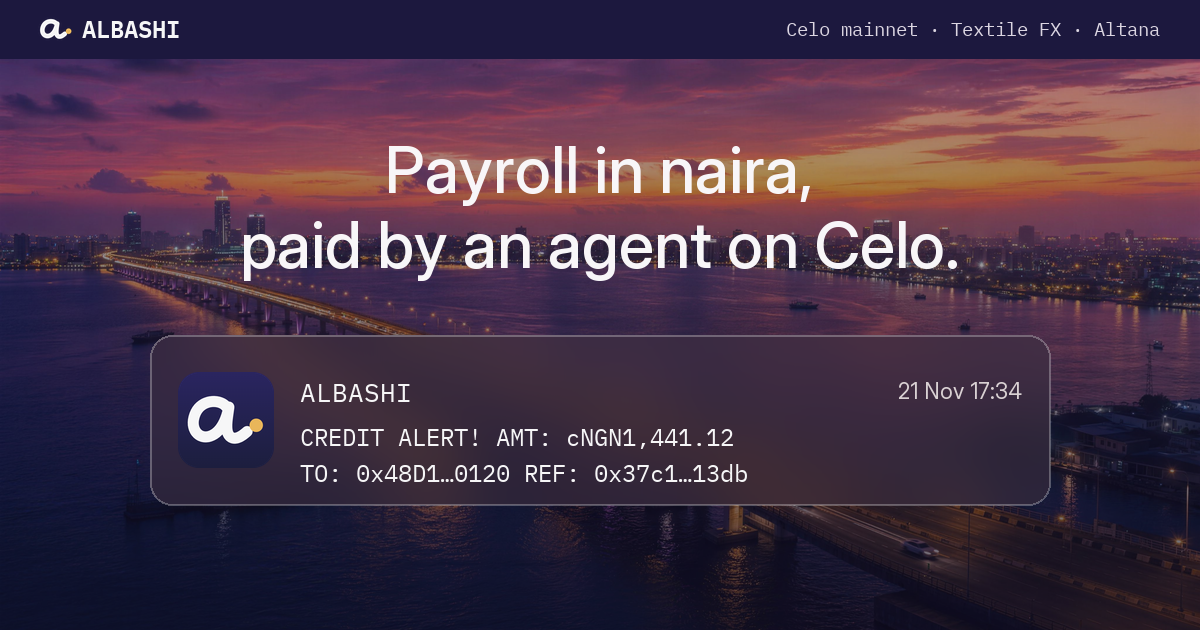 a. ALBASHI
Celo mainnet · Textile FX · Altana
Payroll in naira,
paid by an agent on Celo.
a.
ALBASHI
21 Nov 17:34
CREDIT ALERT! AMT: cNGN1,441.12
TO: 0x48D1…0120 REF: 0x37c1…13db